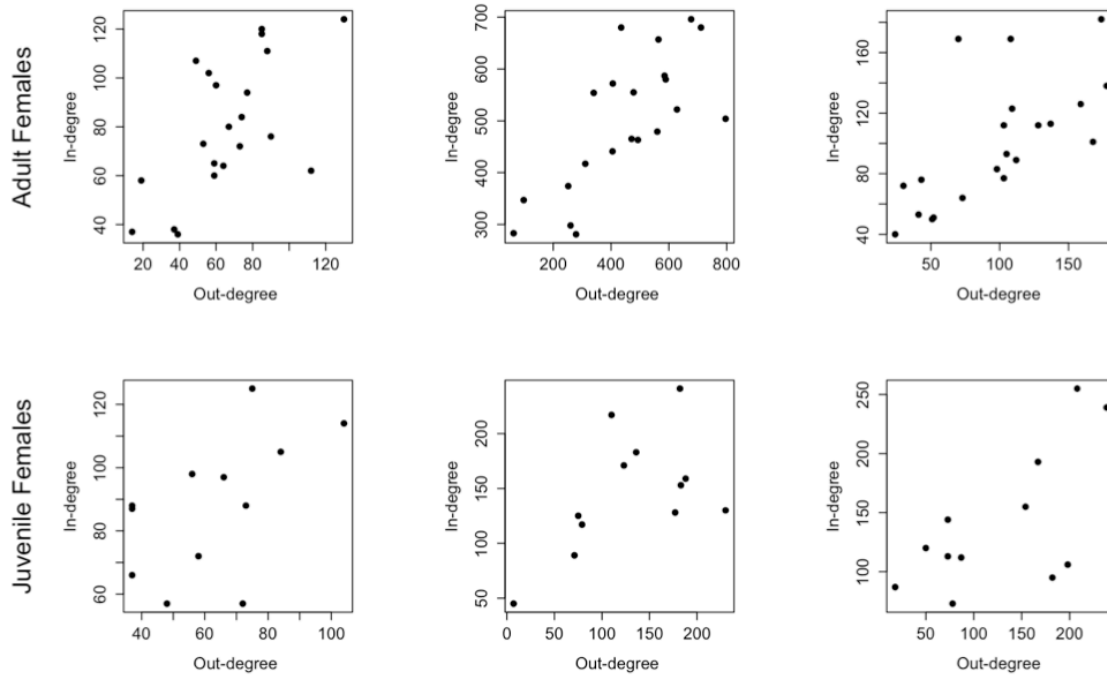 Adult Females
In-degree
40 60 80 100 120
20 40 60 80 120
Out-degree
In-degree
300 400 500 600 700
200 400 600 800
Out-degree
In-degree
40 80 120 160
50 100 150
Out-degree
Juvenile Females
In-degree
60 80 100 120
40 60 80 100
Out-degree
In-degree
50 100 150 200
0 50 100 150 200
Out-degree
In-degree
100 150 200 250
50 100 150 200
Out-degree